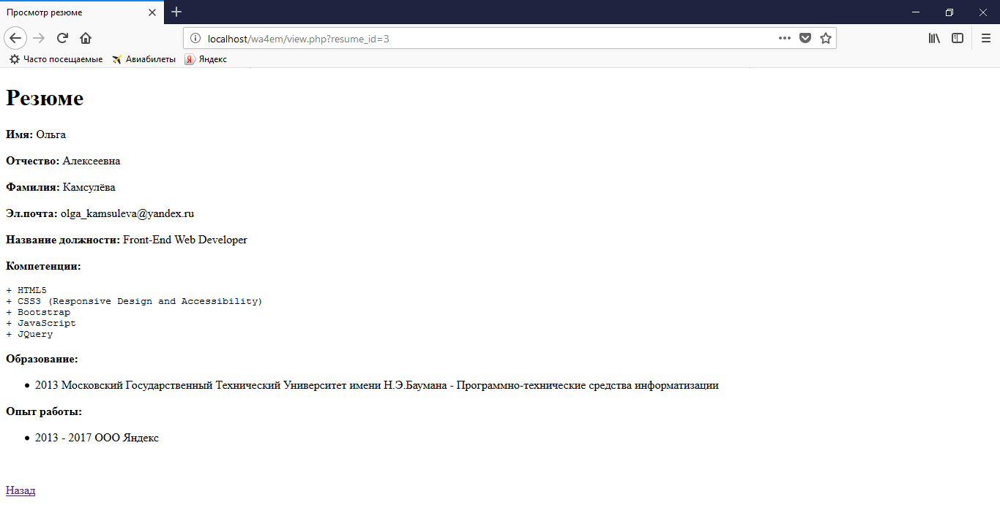 Просмотр резюме
localhost/wa4em/view.php?resume_id=3
Часто посещаемые Авиабилеты Я Яндекс
Резюме
Имя: Ольга
Отчество: Алексеевна
Фамилия: Камсулёва
Эл.почта: olga_kamsuleva@yandex.ru
Название должности: Front-End Web Developer
Компетенции:
+ HTML5
+ CSS3 (Responsive Design and Accessibility)
+ Bootstrap
+ JavaScript
+ JQuery
Образование:
• 2013 Московский Государственный Технический Университет имени Н.Э.Баумана - Программно-технические средства информатизации
Опыт работы:
• 2013 - 2017 ООО Яндекс
Назад